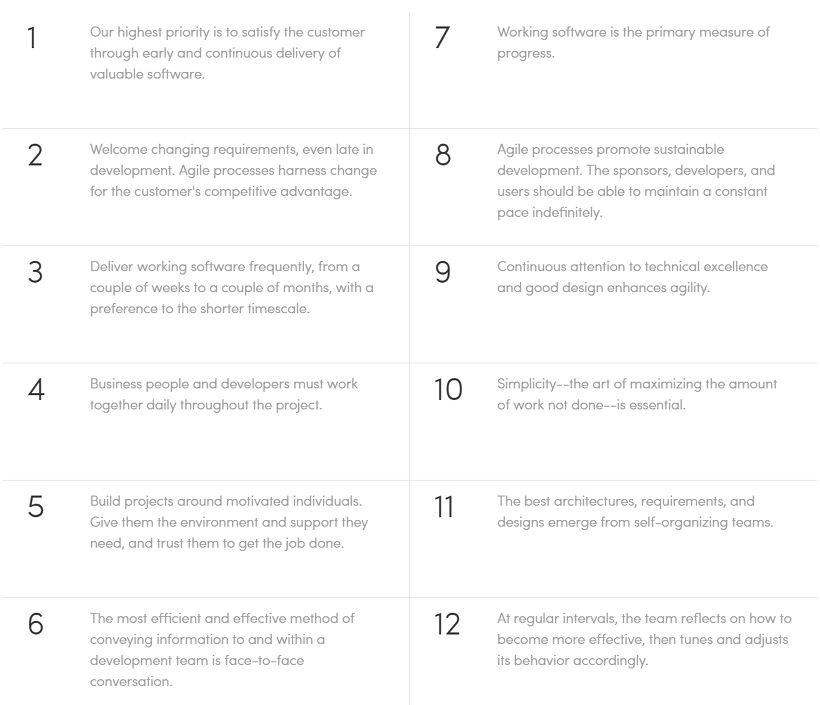 1
Our highest priority is to satisfy the customer
through early and continuous delivery of
valuable software.
2
Welcome changing requirements, even late in
development. Agile processes harness change
for the customer's competitive advantage.
3
Deliver working software frequently, from a
couple of weeks to a couple of months, with a
preference to the shorter timescale.
4
Business people and developers must work
together daily throughout the project.
5
Build projects around motivated individuals.
Give them the environment and support they
need, and trust them to get the job done.
6
The most efficient and effective method of
conveying information to and within a
development team is face-to-face
conversation.
7
Working software is the primary measure of
progress.
8
Agile processes promote sustainable
development. The sponsors, developers, and
users should be able to maintain a constant
pace indefinitely.
9
Continuous attention to technical excellence
and good design enhances agility.
10
Simplicity--the art of maximizing the amount
of work not done--is essential.
11
The best architectures, requirements, and
designs emerge from self-organizing teams.
12
At regular intervals, the team reflects on how to
become more effective, then tunes and adjusts
its behavior accordingly.